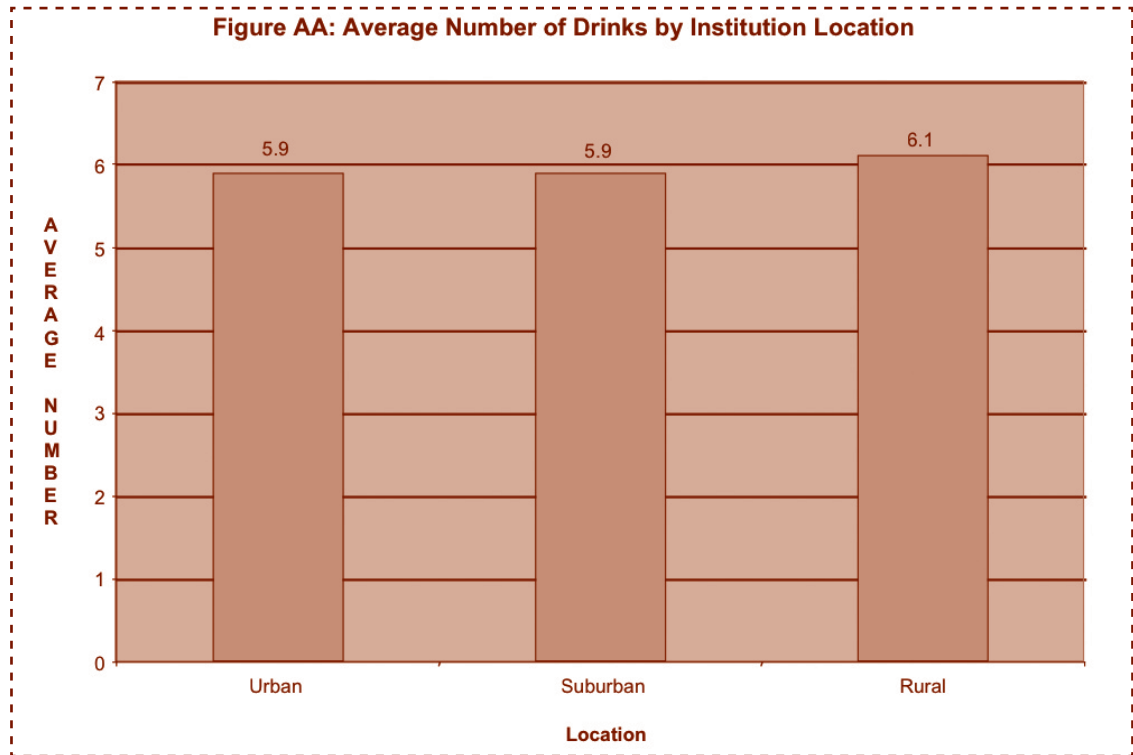 Figure AA: Average Number of Drinks by Institution Location
7
6
5
4
3
2
1
0
AVERAGE NUMBER
5.9
5.9
6.1
Urban
Suburban
Rural
Location